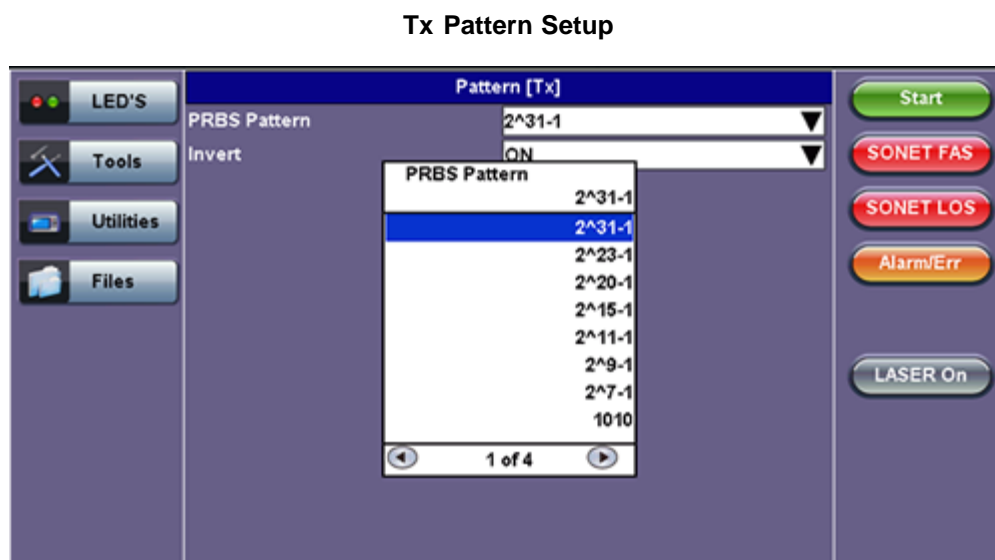 Tx Pattern Setup
LED'S
Tools
Utilities
Files
Pattern [Tx]
PRBS Pattern 2^31-1
Invert ON
PRBS Pattern
2^31-1
2^31-1
2^23-1
2^20-1
2^15-1
2^11-1
2^9-1
2^7-1
1010
1 of 4
Start
SONET FAS
SONET LOS
Alarm/Err
LASER On